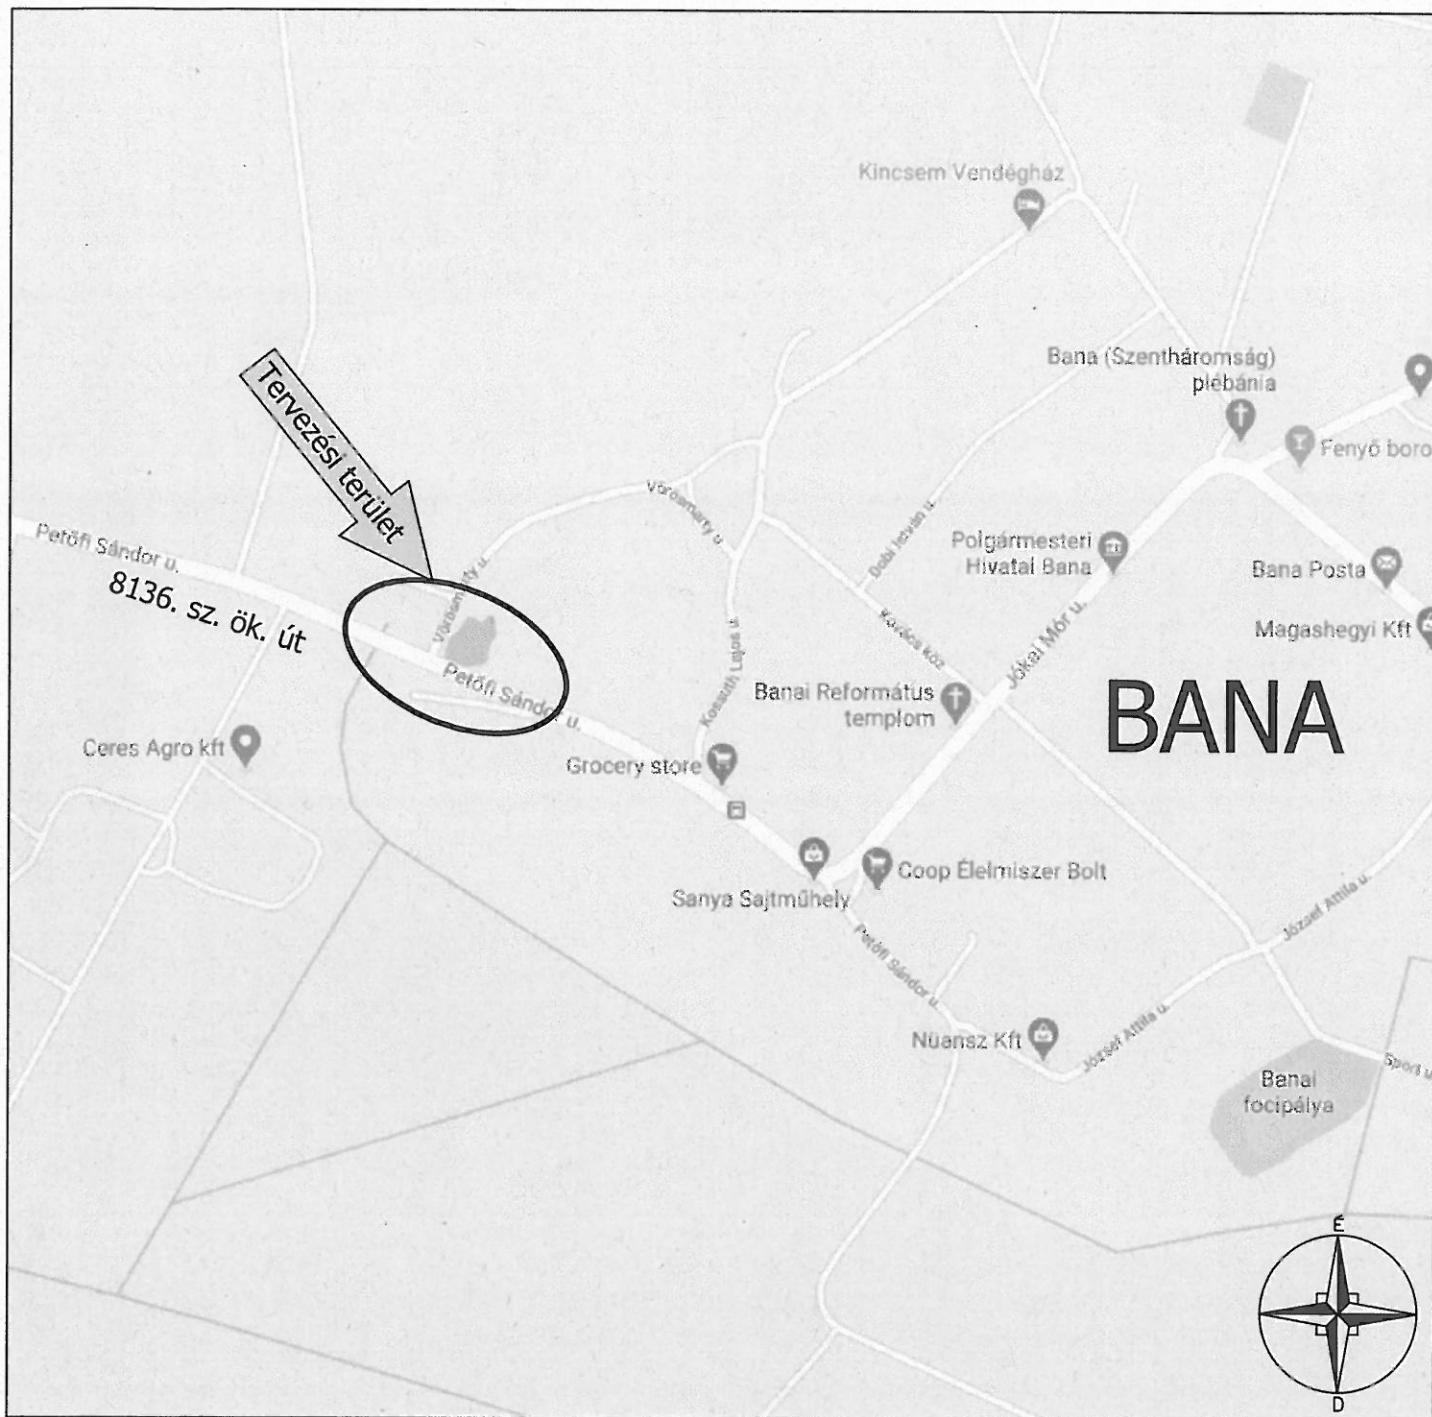 Kincsem Vendégház
Bana (Szentháromság)
plébánia
Fenyő boro
Tervezési terület
Vörösmarty u.
Dobi István u.
Polgármesteri
Hivatal Bana
Bana Posta
Petőfi Sándor u.
8136. sz. ök. út
Vörösmarty u.
Kovács köz
Jókai Mór u.
Magashegyi Kft
Petőfi Sándor u.
Kossuth Lajos u.
Banai Református
templom
BANA
Ceres Agro kft
Grocery store
Coop Élelmiszer Bolt
Sanya Sajtműhely
József Attila u.
Petőfi Sándor u.
Nüansz Kft
József Attila u.
Sport u
Banai
focipálya
É
D